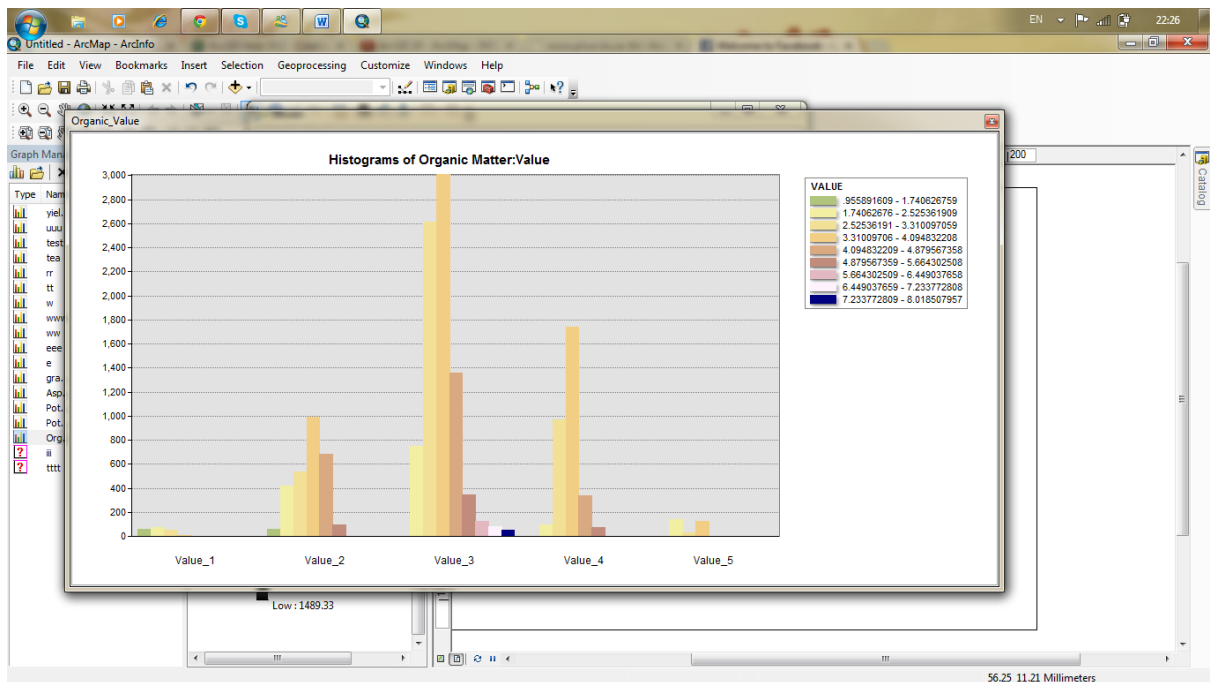 EN
22:26
Untitled - ArcMap - ArcInfo
File Edit View Bookmarks Insert Selection Geoprocessing Customize Windows Help
Organic_Value
Graph Man
200
Catalog
Type Nam
yiel.
uuu
test
tea
rr
tt
w
www
ww
eee
e
gra.
Asp.
Pot.
Pot.
Org.
iii
tttt
Histograms of Organic Matter:Value
3,000
2,800
2,600
2,400
2,200
2,000
1,800
1,600
1,400
1,200
1,000
800
600
400
200
0
Value_1 Value_2 Value_3 Value_4 Value_5
VALUE
.955891609 - 1.740626759
1.74062676 - 2.525361909
2.52536191 - 3.310097059
3.31009706 - 4.094832208
4.094832209 - 4.879567358
4.879567359 - 5.664302508
5.664302509 - 6.449037658
6.449037659 - 7.233772808
7.233772809 - 8.018507957
Low : 1489.33
56.25 11.21 Millimeters